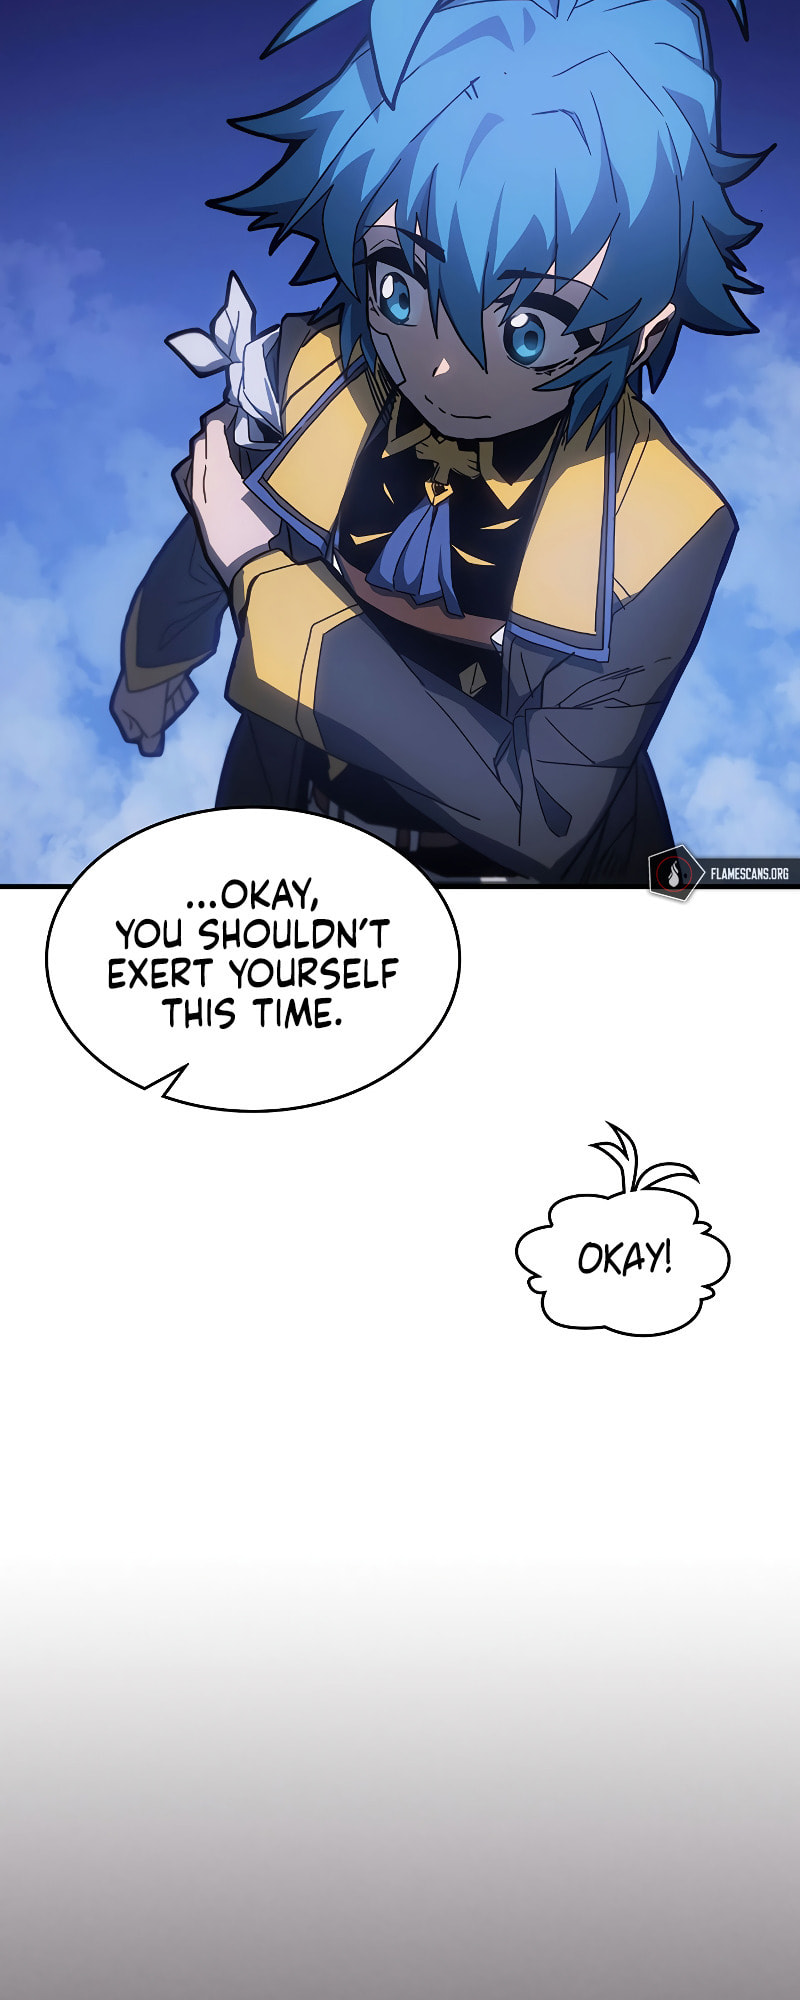 FLAMESCANS.ORG
...OKAY,
YOU SHOULDN'T
EXERT YOURSELF
THIS TIME.
OKAY!